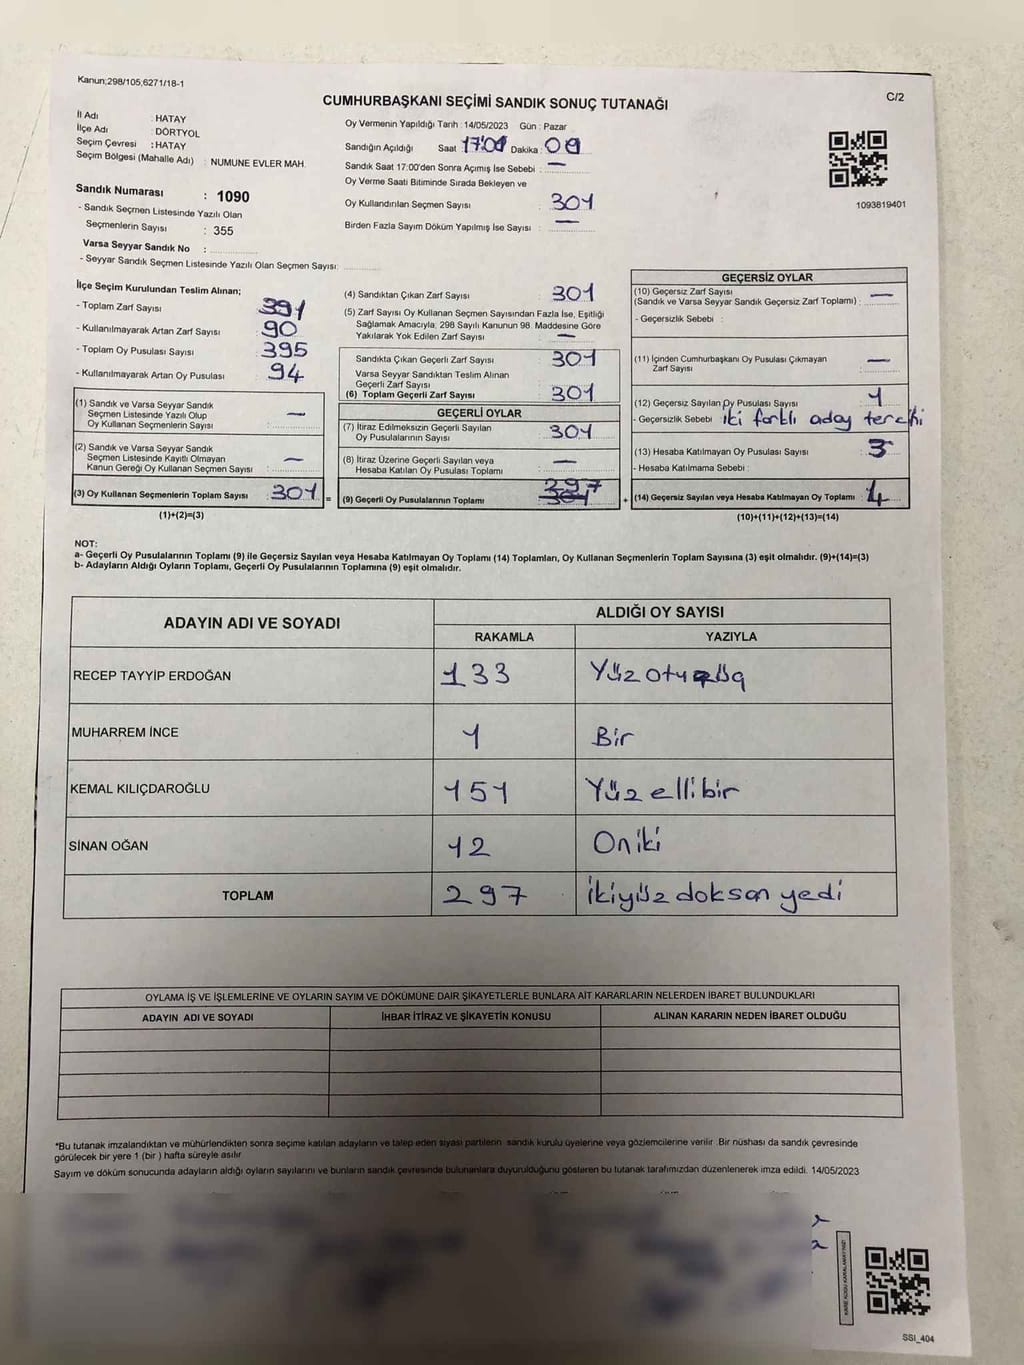 Kanun;298/105,6271/18-1
C/2
CUMHURBAŞKANI SEÇİMİ SANDIK SONUÇ TUTANAĞI
İl Adı : HATAY
İlçe Adı : DÖRTYOL
Seçim Çevresi : HATAY
Seçim Bölgesi (Mahalle Adı) : NUMUNE EVLER MAH.
Sandık Numarası : 1090
- Sandık Seçmen Listesinde Yazılı Olan
Seçmenlerin Sayısı : 355
Varsa Seyyar Sandık No :
- Seyyar Sandık Seçmen Listesinde Yazılı Olan Seçmen Sayısı:
Oy Vermenin Yapıldığı Tarih : 14/05/2023 Gün : Pazar
Sandığın Açıldığı Saat 17:01 Dakika:
Sandık Saat 17:00'den Sonra Açımış İse Sebebi : —
Oy Verme Saati Bitiminde Sırada Bekleyen ve
Oy Kullandırılan Seçmen Sayısı : 301
Birden Fazla Sayım Döküm Yapılmış İse Sayısı : —
1093819401
İlçe Seçim Kurulundan Teslim Alınan;
- Toplam Zarf Sayısı : 391
- Kullanılmayarak Artan Zarf Sayısı : 90
- Toplam Oy Pusulası Sayısı : 395
- Kullanılmayarak Artan Oy Pusulası : 94
(1) Sandık ve Varsa Seyyar Sandık
Seçmen Listesinde Yazılı Olup
Oy Kullanan Seçmenlerin Sayısı : —
(2) Sandık ve Varsa Seyyar Sandık
Seçmen Listesinde Kayıtlı Olmayan
Kanun Gereği Oy Kullanan Seçmen Sayısı : —
(3) Oy Kullanan Seçmenlerin Toplam Sayısı : 301 =
(1)+(2)=(3)
(4) Sandıktan Çıkan Zarf Sayısı : 301
(5) Zarf Sayısı Oy Kullanan Seçmen Sayısından Fazla İse, Eşitliği
Sağlamak Amacıyla, 298 Sayılı Kanunun 98. Maddesine Göre
Yakılarak Yok Edilen Zarf Sayısı : —
Sandıkta Çıkan Geçerli Zarf Sayısı : 301
Varsa Seyyar Sandıktan Teslim Alınan
Geçerli Zarf Sayısı :
(6) Toplam Geçerli Zarf Sayısı : 301
GEÇERLİ OYLAR
(7) İtiraz Edilmeksizin Geçerli Sayılan
Oy Pusulalarının Sayısı : 301
(8) İtiraz Üzerine Geçerli Sayılan veya
Hesaba Katılan Oy Pusulası Toplamı : —
(9) Geçerli Oy Pusulalarının Toplamı : 297 301 +
GEÇERSİZ OYLAR
(10) Geçersiz Zarf Sayısı
(Sandık ve Varsa Seyyar Sandık Geçersiz Zarf Toplamı) : —
- Geçersizlik Sebebi :
(11) İçinden Cumhurbaşkanı Oy Pusulası Çıkmayan
Zarf Sayısı : —
(12) Geçersiz Sayılan Oy Pusulası Sayısı : 1
- Geçersizlik Sebebi : iki farklı aday tercihi
(13) Hesaba Katılmayan Oy Pusulası Sayısı : 3
- Hesaba Katılmama Sebebi :
(14) Geçersiz Sayılan veya Hesaba Katılmayan Oy Toplamı : 4
(10)+(11)+(12)+(13)=(14)
NOT:
a- Geçerli Oy Pusulalarının Toplamı (9) ile Geçersiz Sayılan veya Hesaba Katılmayan Oy Toplamı (14) Toplamları, Oy Kullanan Seçmenlerin Toplam Sayısına (3) eşit olmalıdır. (9)+(14)=(3)
b- Adayların Aldığı Oyların Toplamı, Geçerli Oy Pusulalarının Toplamına (9) eşit olmalıdır.
ADAYIN ADI VE SOYADI
ALDIĞI OY SAYISI
RAKAMLA YAZIYLA
RECEP TAYYİP ERDOĞAN 133 Yüz otuz üç
MUHARREM İNCE 1 Bir
KEMAL KILIÇDAROĞLU 151 Yüz elli bir
SİNAN OĞAN 12 On iki
TOPLAM 297 İkiyüz doksan yedi
OYLAMA İŞ VE İŞLEMLERİNE VE OYLARIN SAYIM VE DÖKÜMÜNE DAİR ŞİKAYETLERLE BUNLARA AİT KARARLARIN NELERDEN İBARET BULUNDUKLARI
ADAYIN ADI VE SOYADI İHBAR İTİRAZ VE ŞİKAYETİN KONUSU ALINAN KARARIN NEDEN İBARET OLDUĞU
*Bu tutanak imzalandıktan ve mühürlendikten sonra seçime katılan adayların ve talep eden siyasi partilerin sandık kurulu üyelerine veya gözlemcilerine verilir .Bir nüshası da sandık çevresinde
görülecek bir yere 1 (bir ) hafta süreyle asılır
Sayım ve döküm sonucunda adayların aldığı oyların sayılarını ve bunların sandık çevresinde bulunanlara duyurulduğunu gösteren bu tutanak tarafımızdan düzenlenerek imza edildi. 14/05/2023
KARE KODU KARALAMAYINIZ!
SSI_404